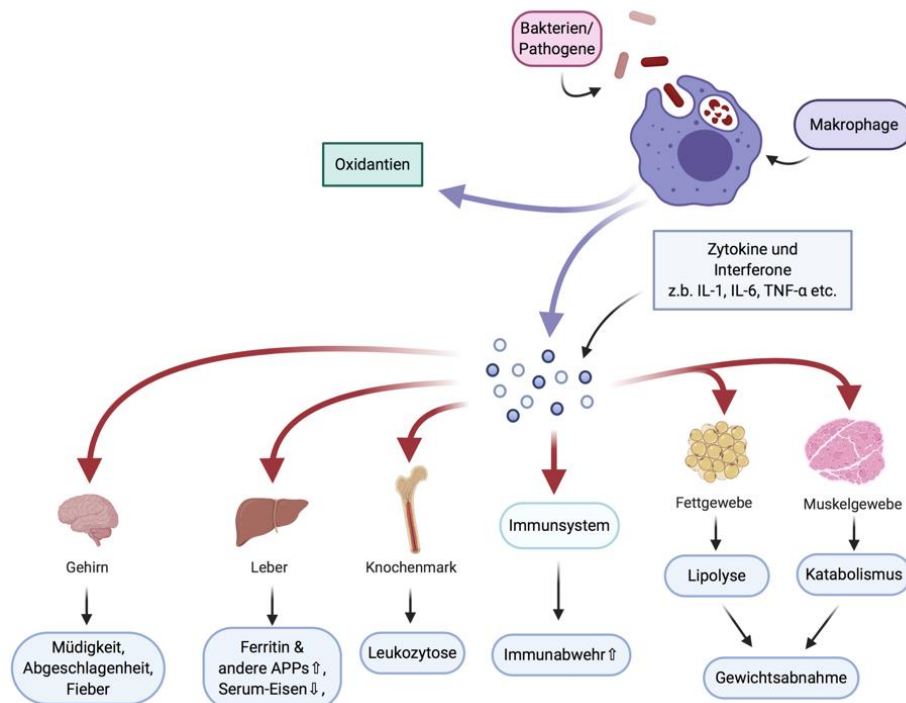 Bakterien/
Pathogene
Makrophage
Oxidantien
Zytokine und
Interferone
z.b. IL-1, IL-6, TNF-α etc.
Gehirn
Leber
Knochenmark
Immunsystem
Fettgewebe
Muskelgewebe
Müdigkeit,
Abgeschlagenheit,
Fieber
Ferritin &
andere APPs⇧,
Serum-Eisen⇩,
Leukozytose
Immunabwehr⇧
Lipolyse
Katabolismus
Gewichtsabnahme